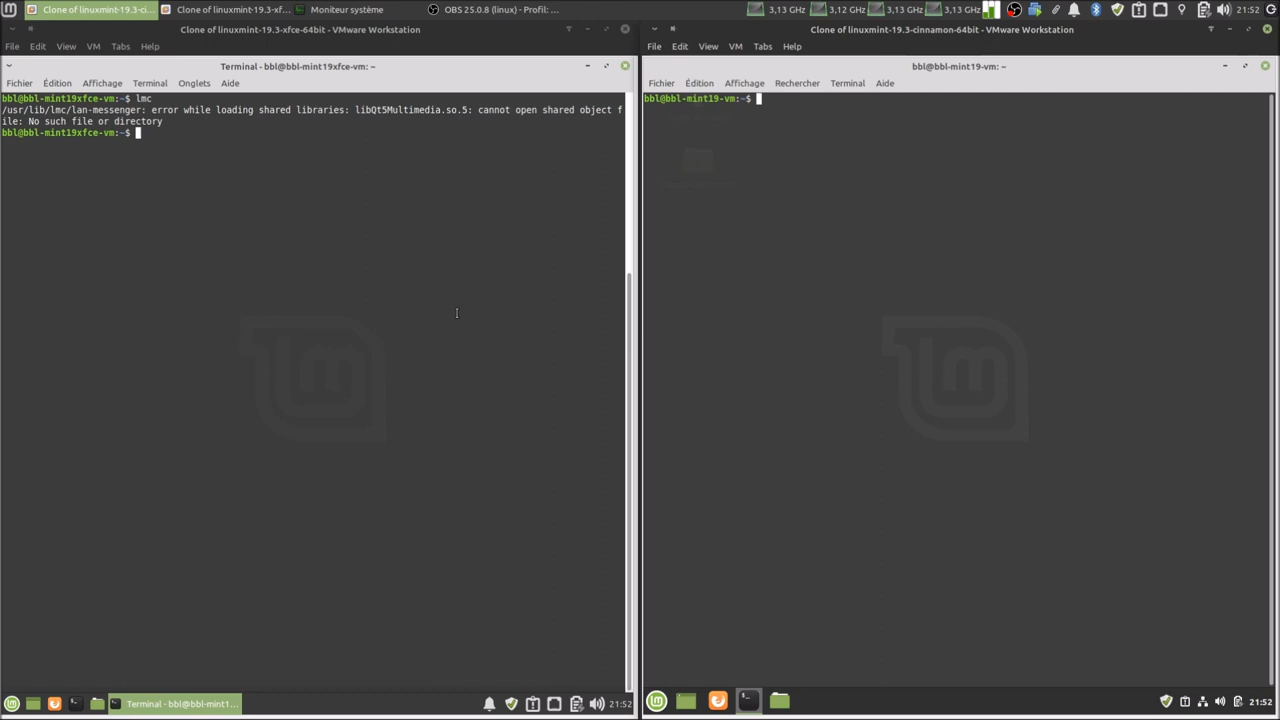 Clone of linuxmint-19.3-ci...
Clone of linuxmint-19.3-xf...
Moniteur système
OBS 25.0.8 (linux) - Profil: ...
3,13 GHz
3,12 GHz
3,13 GHz
3,13 GHz
21:52
Clone of linuxmint-19.3-xfce-64bit - VMware Workstation
File Edit View VM Tabs Help
Terminal - bbl@bbl-mint19xfce-vm: ~
Fichier Édition Affichage Terminal Onglets Aide
bbl@bbl-mint19xfce-vm:~$ lmc
/usr/lib/lmc/lan-messenger: error while loading shared libraries: libQt5Multimedia.so.5: cannot open shared object f
ile: No such file or directory
bbl@bbl-mint19xfce-vm:~$
Terminal - bbl@bbl-mint1...
21:52
Clone of linuxmint-19.3-cinnamon-64bit - VMware Workstation
File Edit View VM Tabs Help
bbl@bbl-mint19-vm: ~
Fichier Édition Affichage Rechercher Terminal Aide
bbl@bbl-mint19-vm:~$
21:52